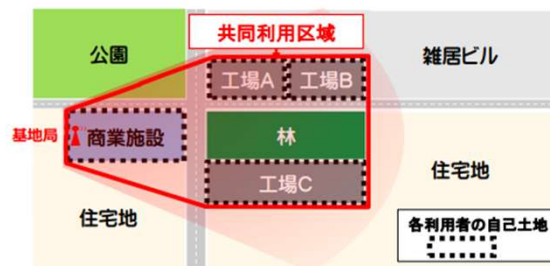 共同利用区域
公園
工場A
工場B
雑居ビル
基地局
商業施設
林
工場C
住宅地
住宅地
各利用者の自己土地